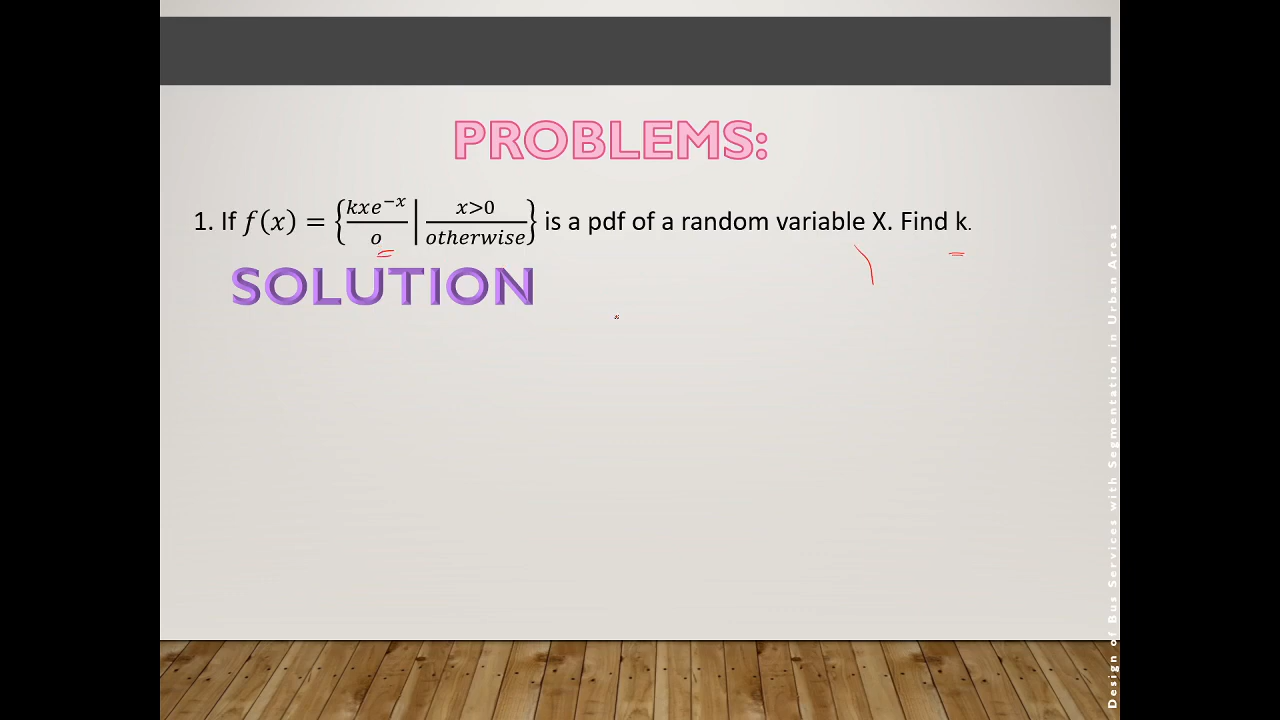 PROBLEMS:
1. If f(x) = {kxe^{-x}/o | x>0/otherwise} is a pdf of a random variable X. Find k.
SOLUTION
Design of Bus Services with Segmentation in Urban Areas